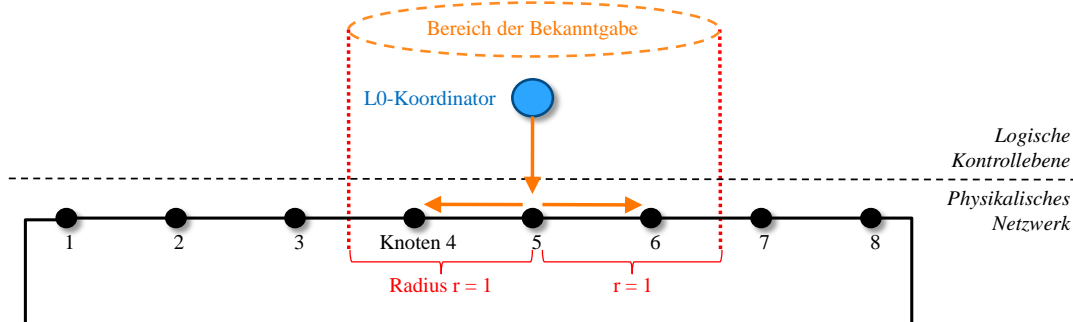 Bereich der Bekanntgabe
L0-Koordinator
Logische
Kontrollebene
Physikalisches
Netzwerk
1
2
3
Knoten 4
5
6
7
8
Radius r = 1
r = 1